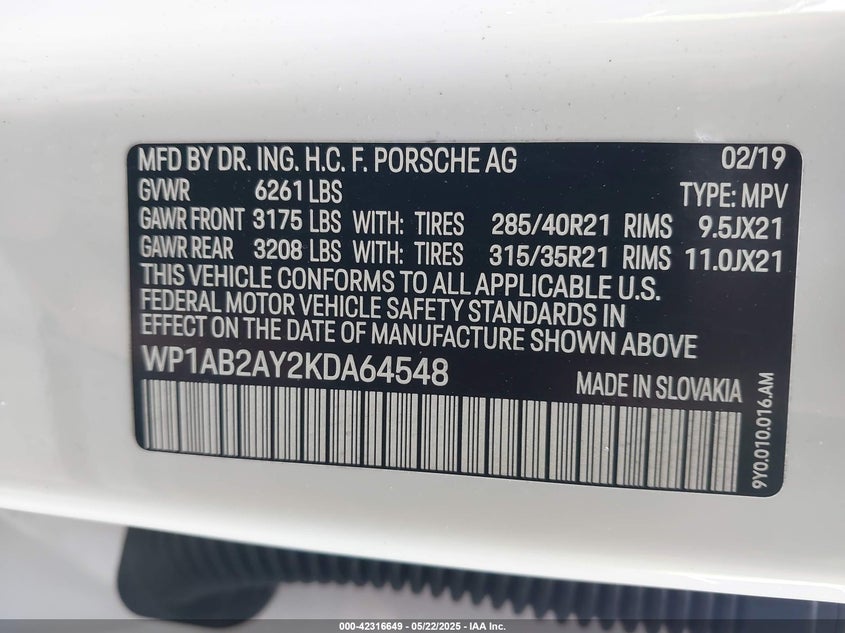 MFD BY DR. ING. H.C. F. PORSCHE AG 02/19
GVWR 6261 LBS TYPE: MPV
GAWR FRONT 3175 LBS WITH: TIRES 285/40R21 RIMS 9.5JX21
GAWR REAR 3208 LBS WITH: TIRES 315/35R21 RIMS 11.0JX21
THIS VEHICLE CONFORMS TO ALL APPLICABLE U.S.
FEDERAL MOTOR VEHICLE SAFETY STANDARDS IN
EFFECT ON THE DATE OF MANUFACTURE SHOWN ABOVE
WP1AB2AY2KDA64548 MADE IN SLOVAKIA
9Y0.010.016.AM
000-42316649 - 05/22/2025 - IAA Inc.